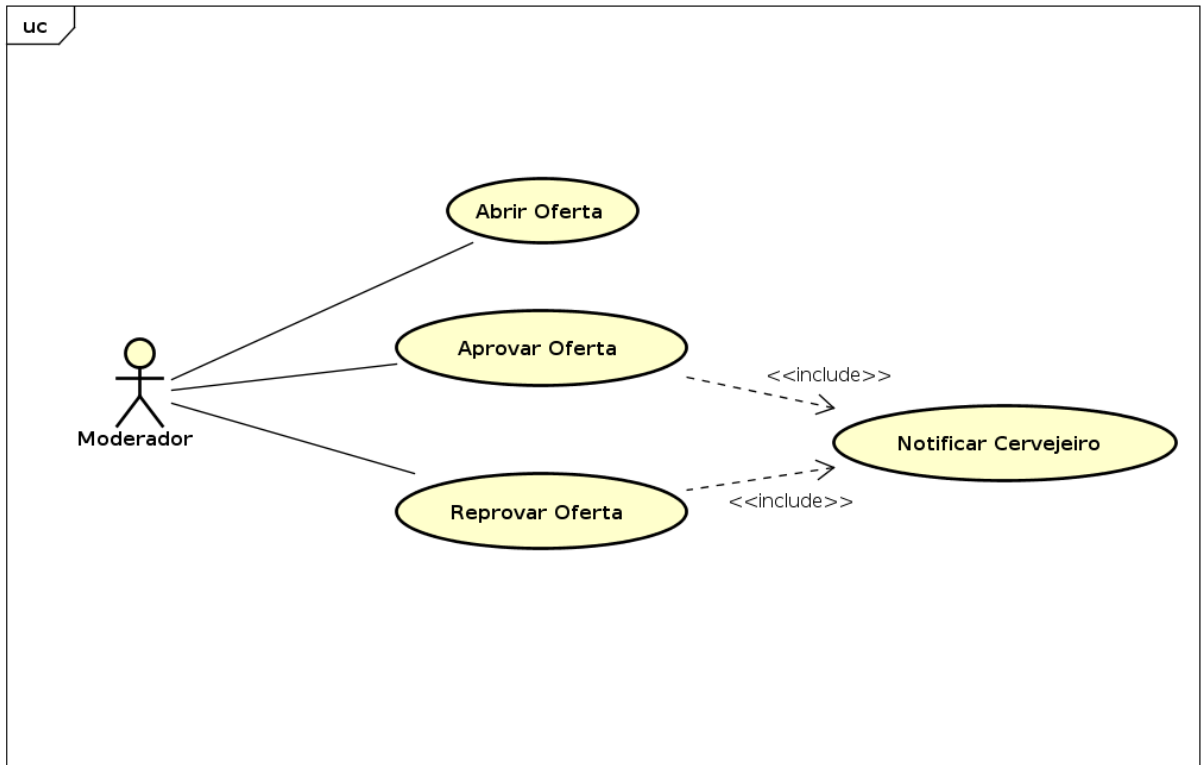 uc
Abrir Oferta
Aprovar Oferta
<<include>>
Moderador
Notificar Cervejeiro
<<include>>
Reprovar Oferta